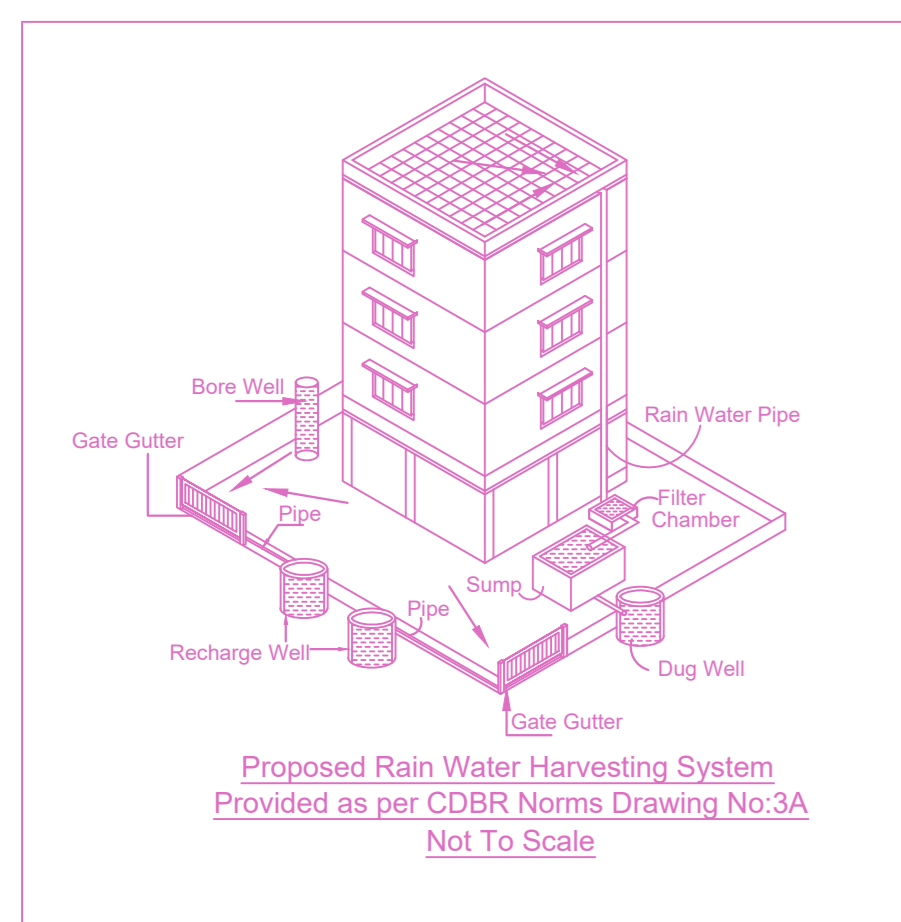 Bore Well
Rain Water Pipe
Gate Gutter
Filter
Chamber
Pipe
Sump
Pipe
Recharge Well
Dug Well
Gate Gutter
Proposed Rain Water Harvesting System
Provided as per CDBR Norms Drawing No:3A
Not To Scale